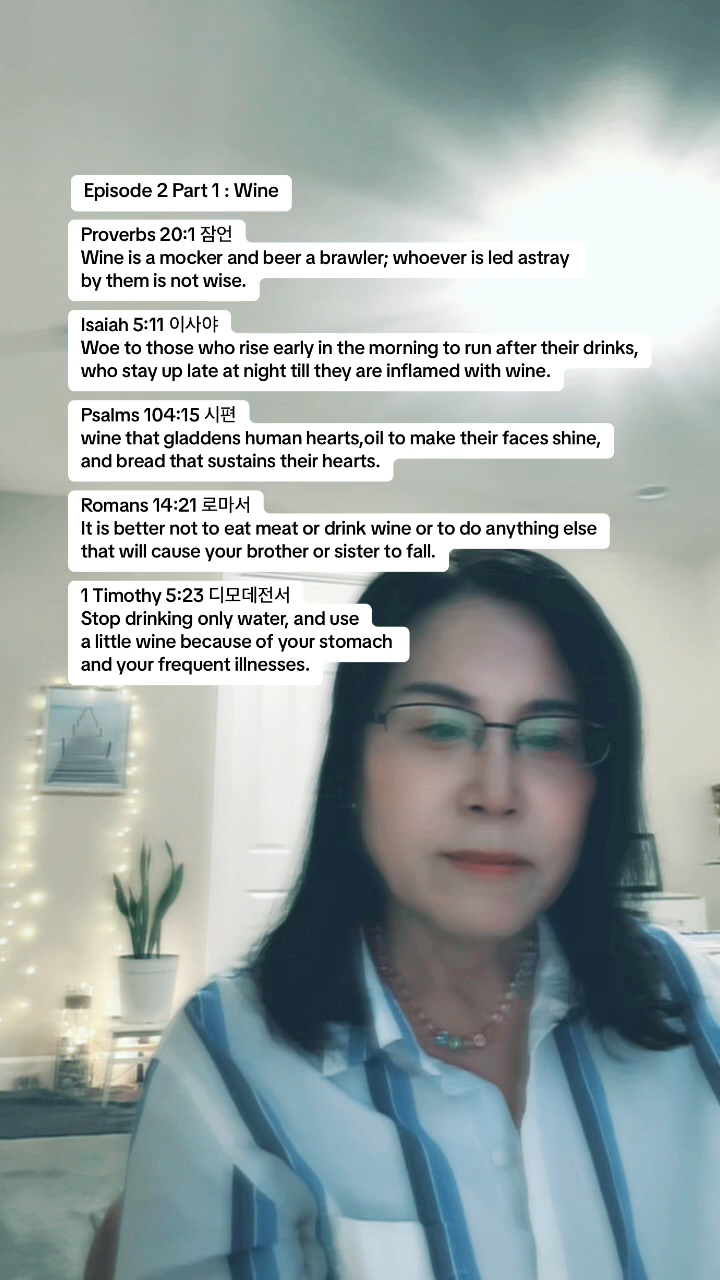 Episode 2 Part 1 : Wine
Proverbs 20:1 잠언
Wine is a mocker and beer a brawler; whoever is led astray
by them is not wise.
Isaiah 5:11 이사야
Woe to those who rise early in the morning to run after their drinks,
who stay up late at night till they are inflamed with wine.
Psalms 104:15 시편
wine that gladdens human hearts,oil to make their faces shine,
and bread that sustains their hearts.
Romans 14:21 로마서
It is better not to eat meat or drink wine or to do anything else
that will cause your brother or sister to fall.
1 Timothy 5:23 디모데전서
Stop drinking only water, and use
a little wine because of your stomach
and your frequent illnesses.